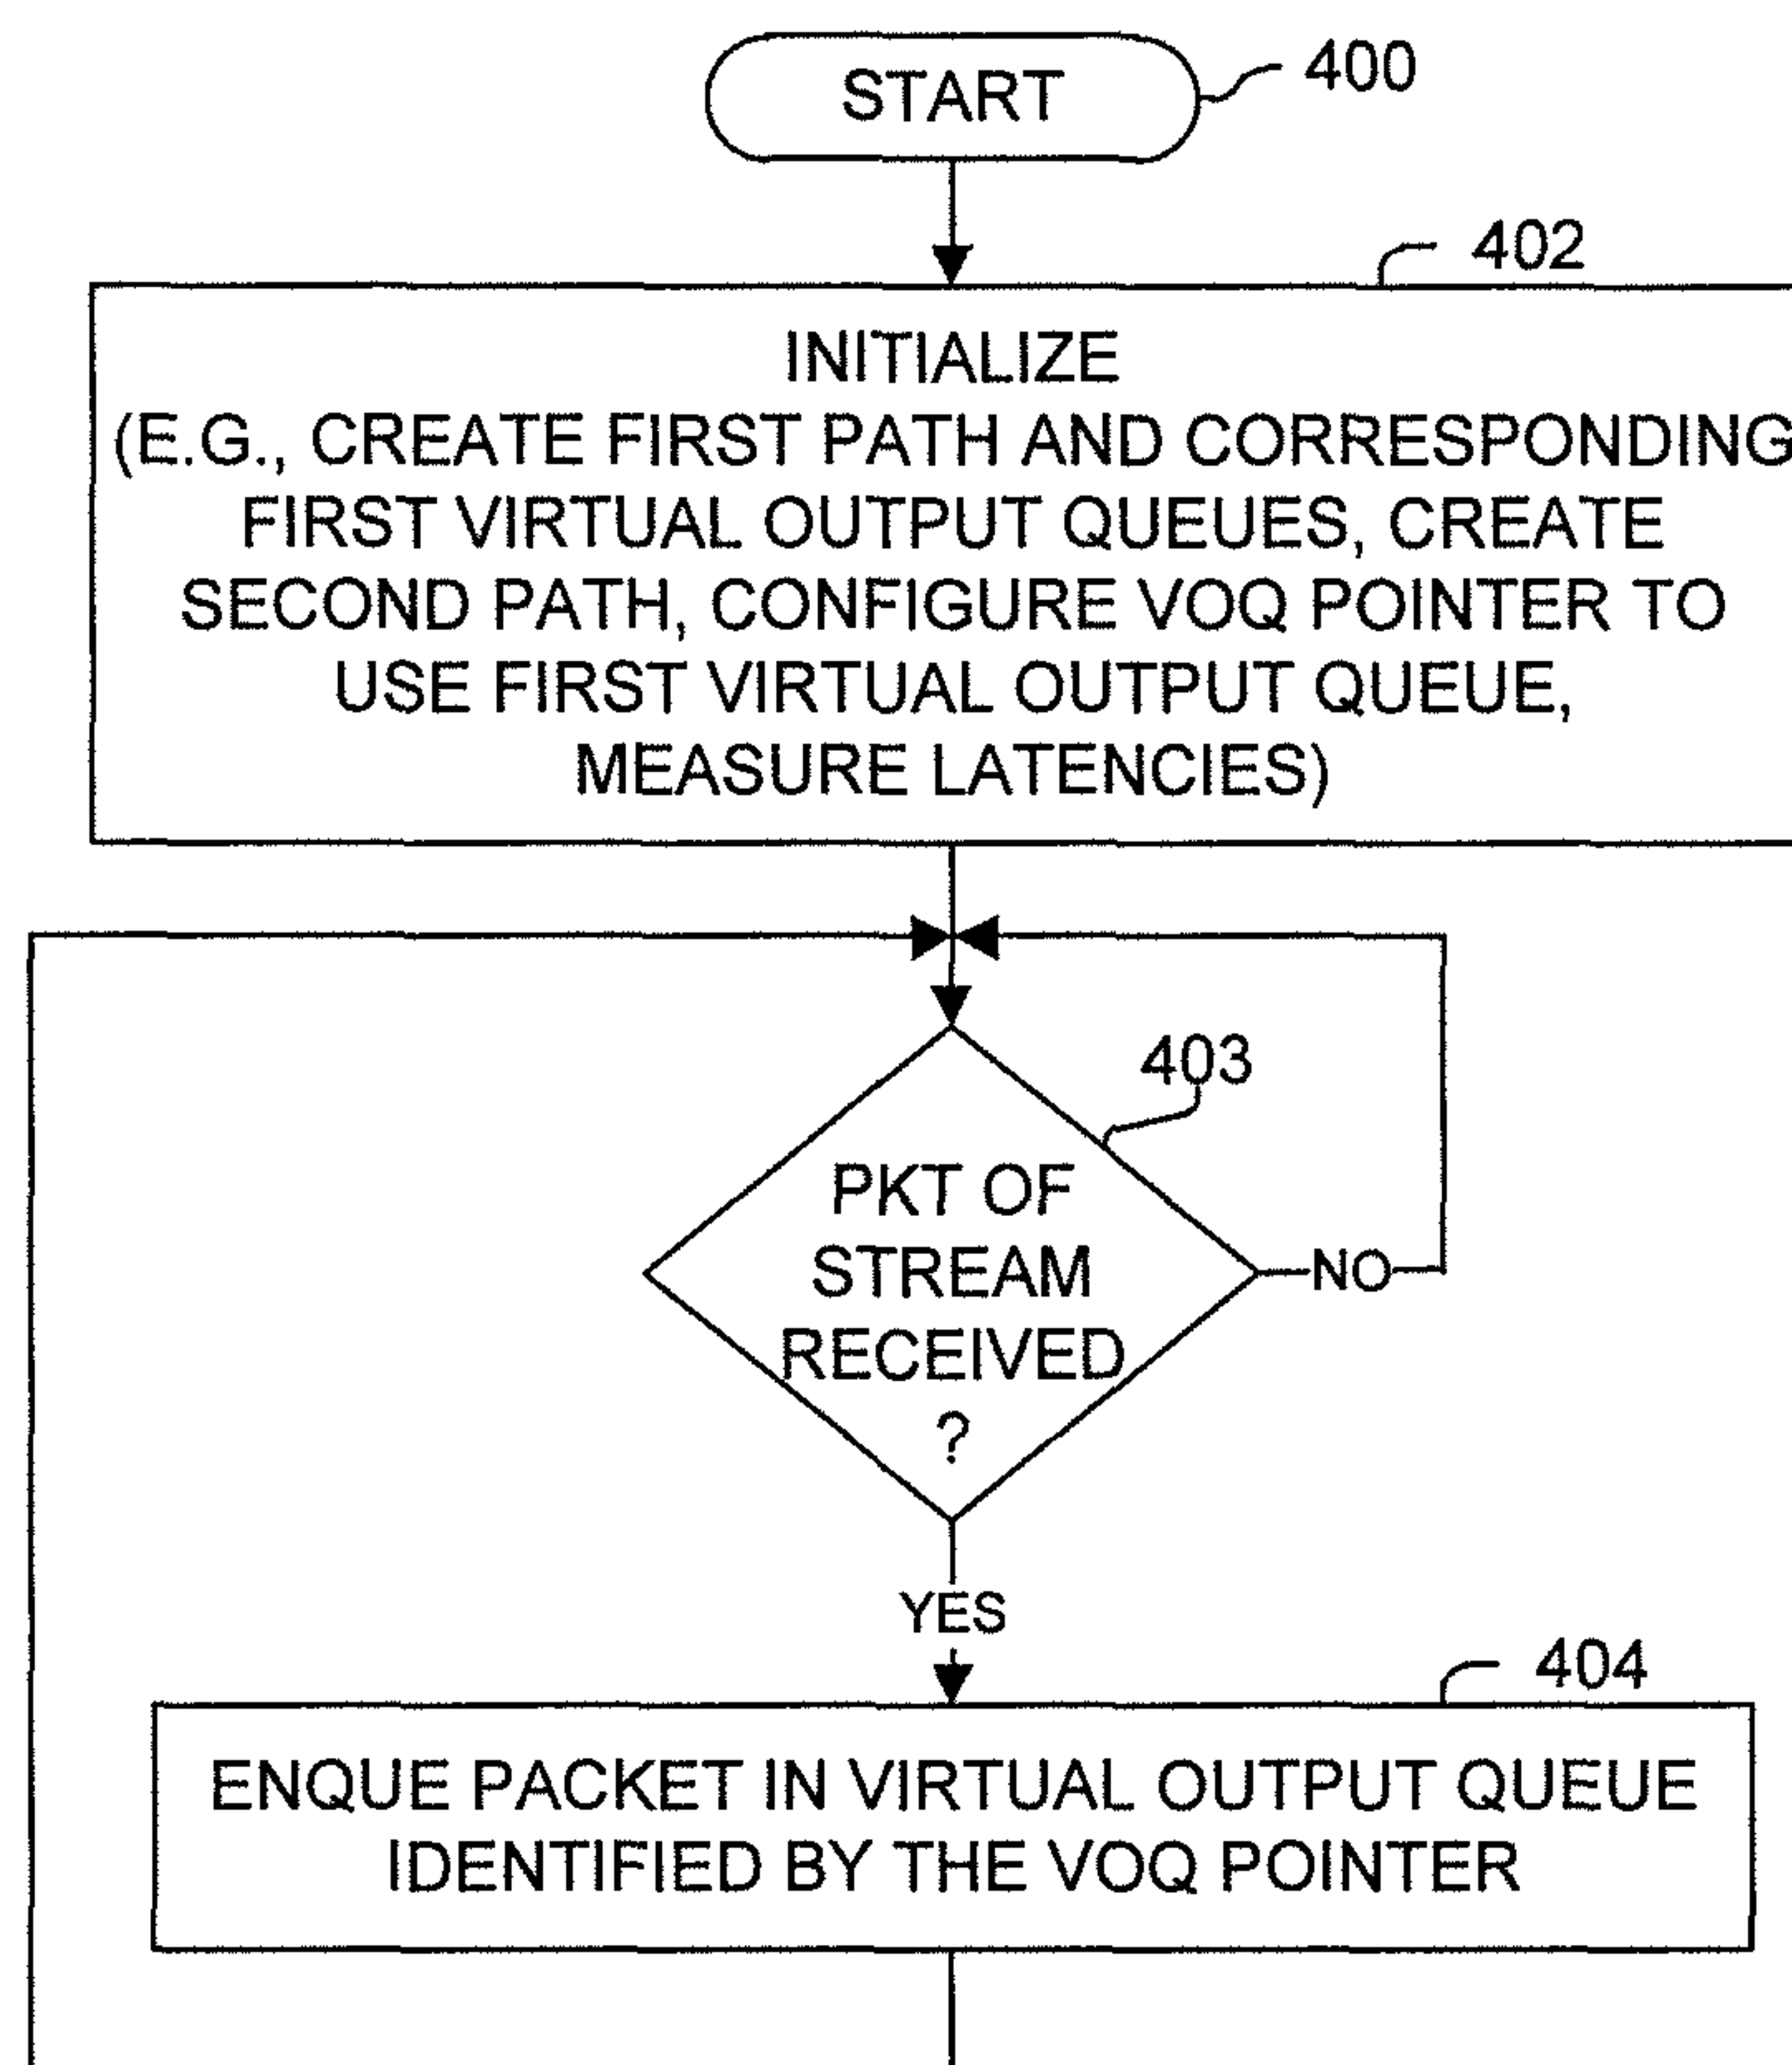 START
400
402
INITIALIZE
(E.G., CREATE FIRST PATH AND CORRESPONDING
FIRST VIRTUAL OUTPUT QUEUES, CREATE
SECOND PATH, CONFIGURE VOQ POINTER TO
USE FIRST VIRTUAL OUTPUT QUEUE,
MEASURE LATENCIES)
403
PKT OF
STREAM
RECEIVED
?
NO
YES
404
ENQUE PACKET IN VIRTUAL OUTPUT QUEUE
IDENTIFIED BY THE VOQ POINTER